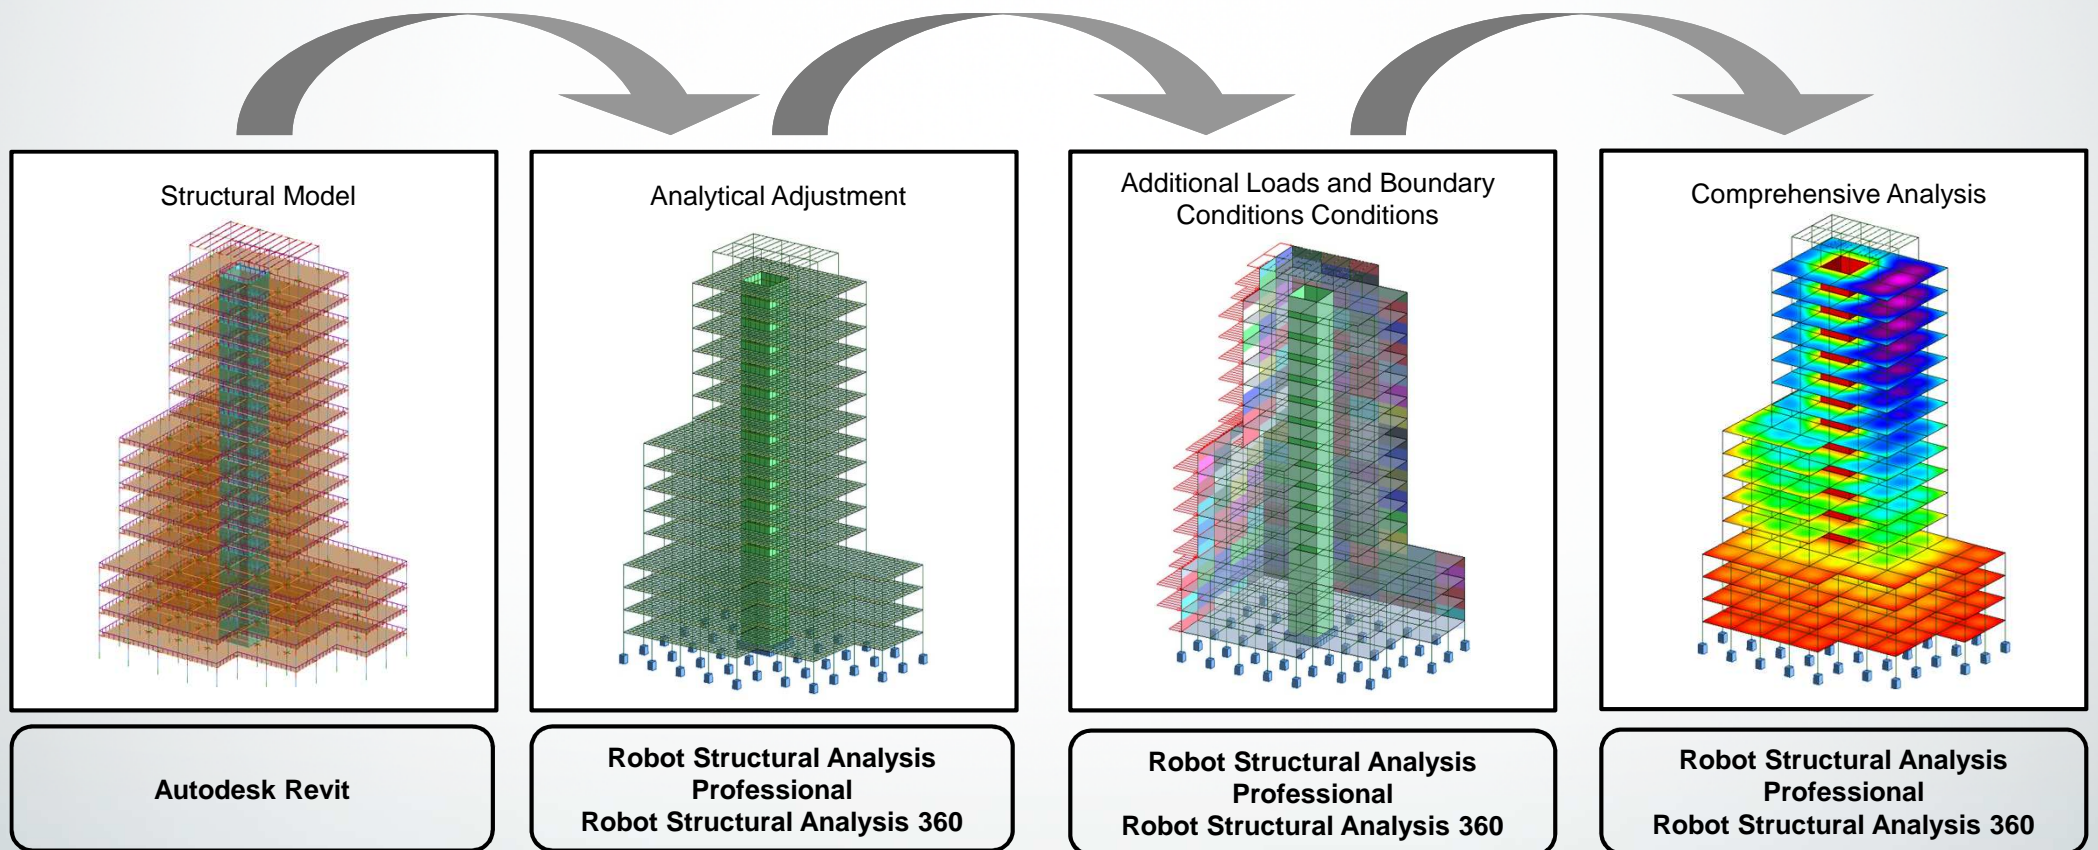 Structural Model
Analytical Adjustment
Additional Loads and Boundary
Conditions Conditions
Comprehensive Analysis
Autodesk Revit
Robot Structural Analysis
Professional
Robot Structural Analysis 360
Robot Structural Analysis
Professional
Robot Structural Analysis 360
Robot Structural Analysis
Professional
Robot Structural Analysis 360